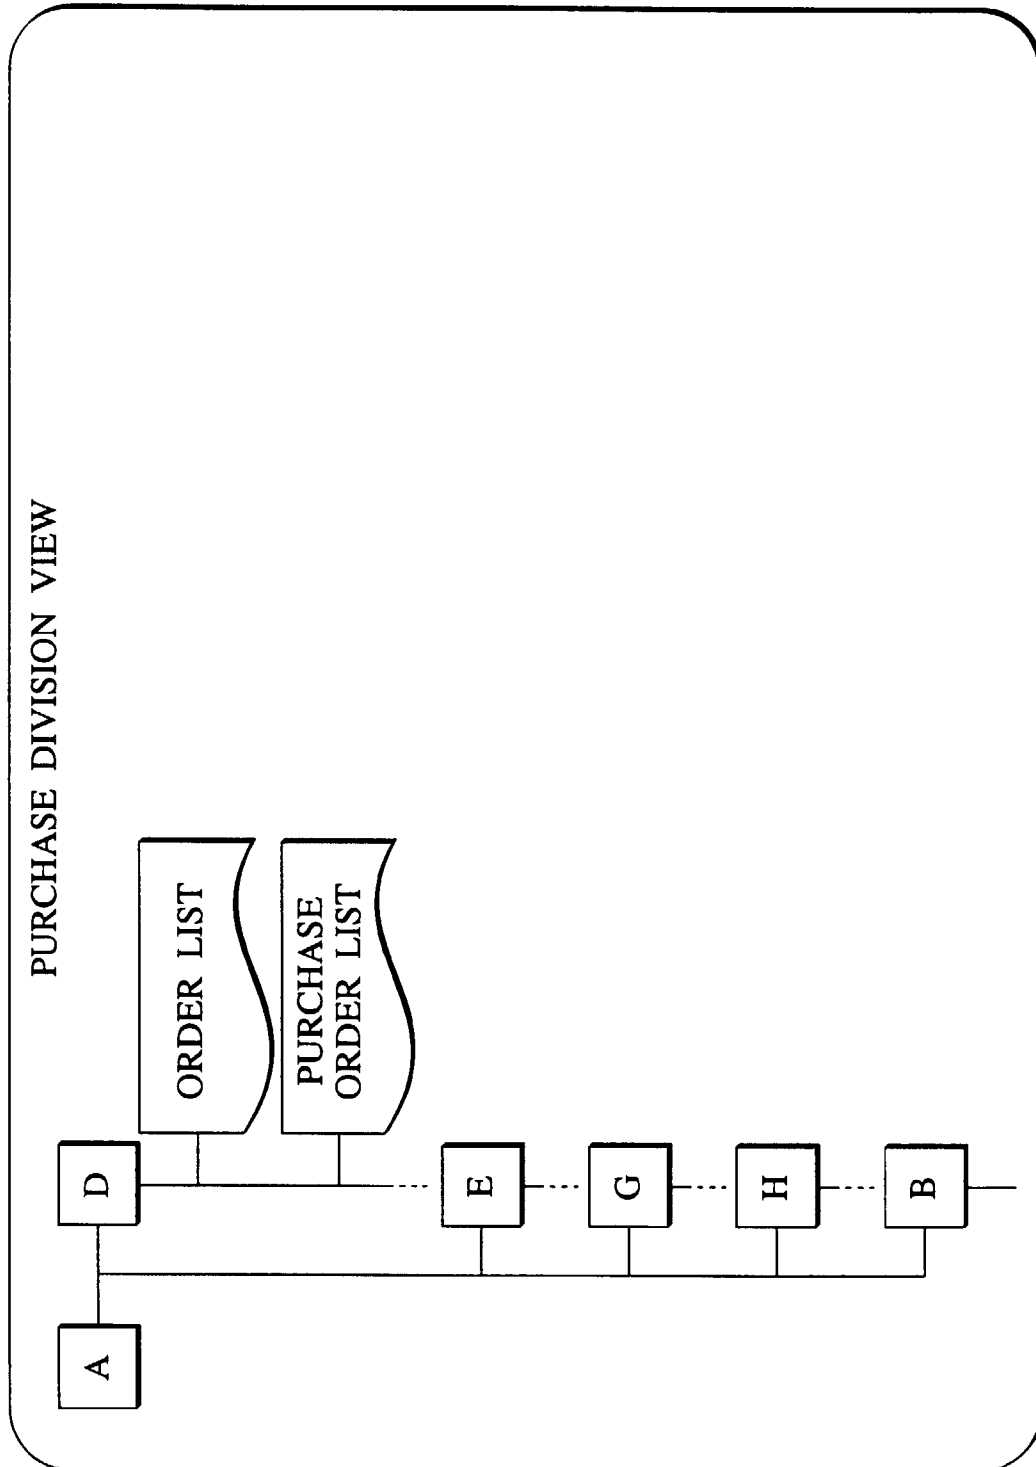 PURCHASE DIVISION VIEW
A
D
ORDER LIST
PURCHASE
ORDER LIST
E
G
H
B